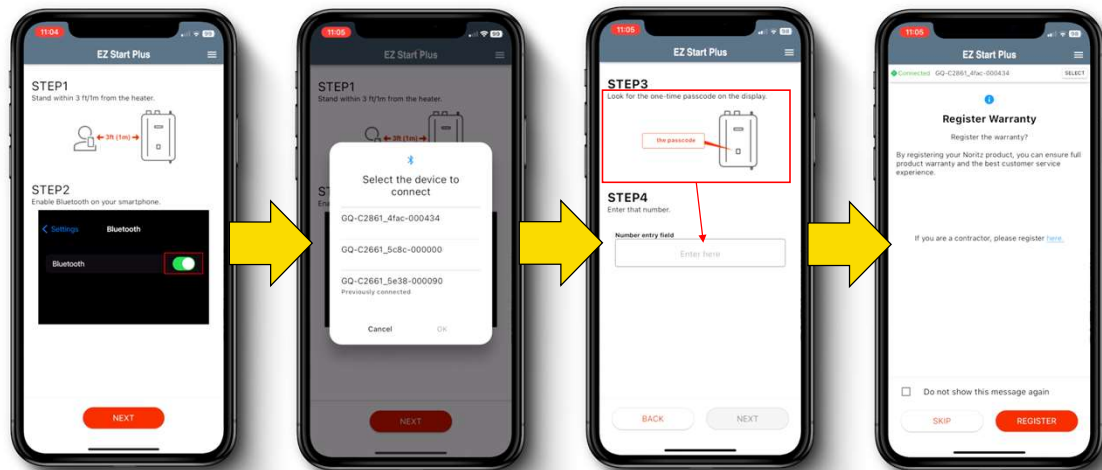 11:04
99
EZ Start Plus
STEP1
Stand within 3 ft/1m from the heater.
3ft (1m)
STEP2
Enable Bluetooth on your smartphone.
Settings
Bluetooth
Bluetooth
NEXT
11:05
99
EZ Start Plus
STEP1
Stand within 3 ft/1m from the heater.
3ft (1m)
Select the device to
connect
GQ-C2861_4fac-000434
GQ-C2661_5c8c-000000
GQ-C2661_5e38-000090
Previously connected
Cancel
OK
NEXT
11:05
EZ Start Plus
STEP3
Look for the one-time passcode on the display.
the passcode
STEP4
Enter that number.
Number entry field
Enter here
BACK
NEXT
11:05
EZ Start Plus
Connected GQ-C2861_4fac-000434
SELECT
Register Warranty
Register the warranty?
By registering your Noritz product, you can ensure full
product warranty and the best customer service
experience.
If you are a contractor, please register here.
Do not show this message again
SKIP
REGISTER